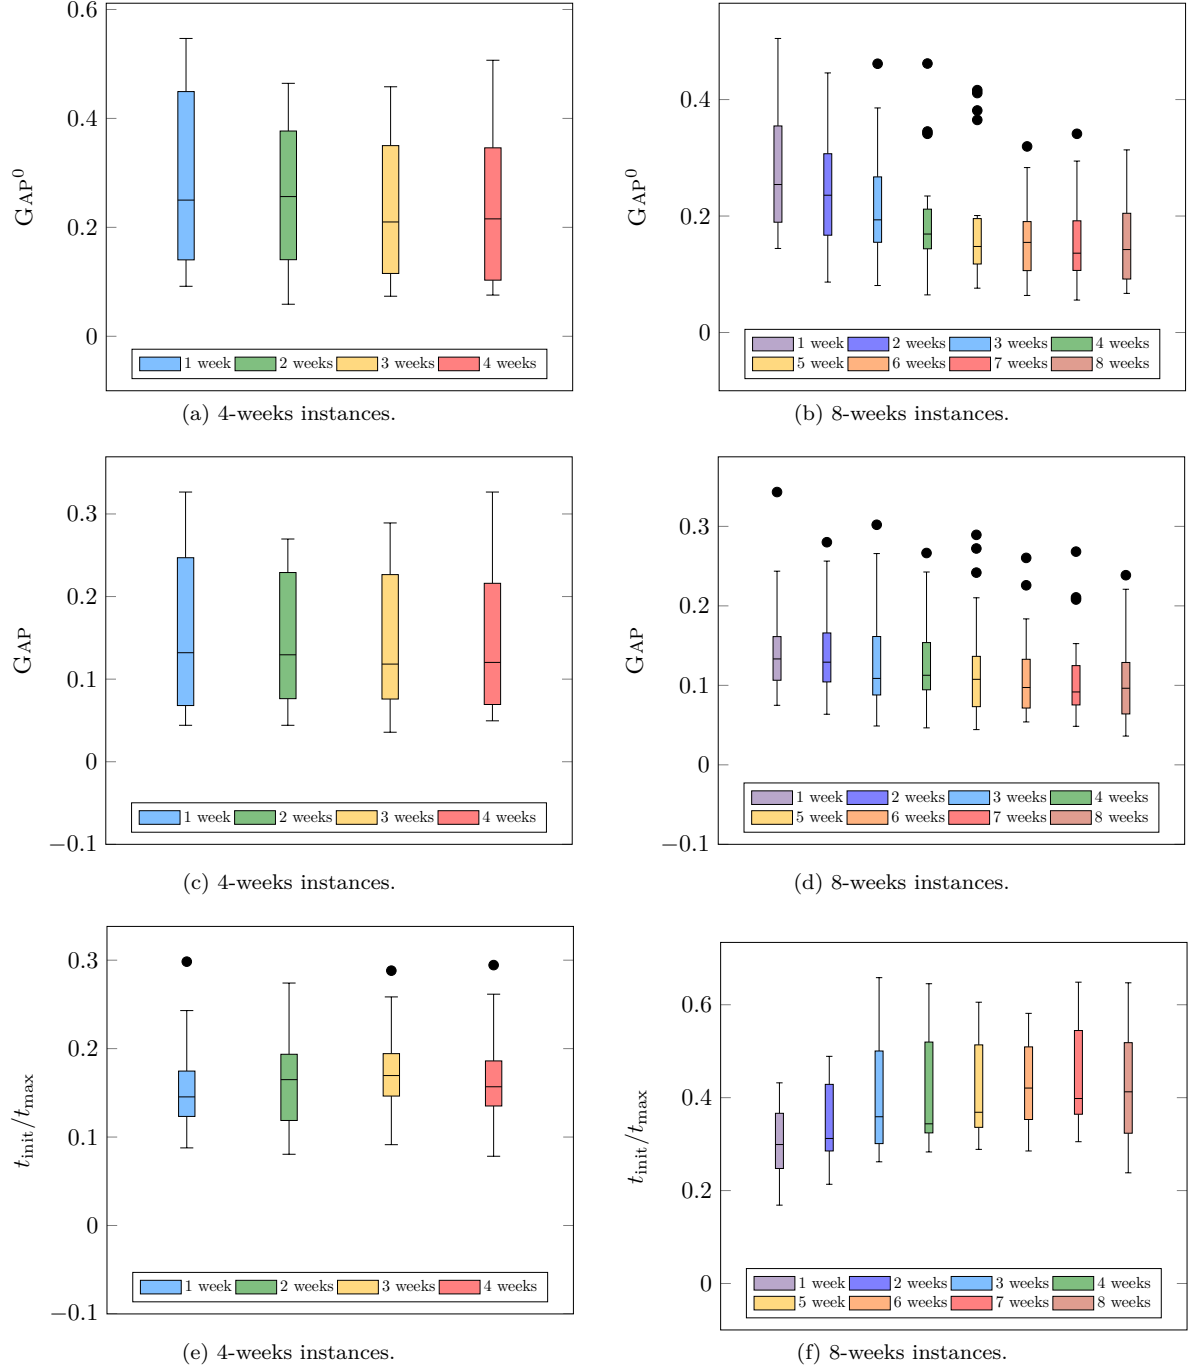 0.6
0.4
0.2
0
GAP⁰
1 week 2 weeks 3 weeks 4 weeks
(a) 4-weeks instances.
0.4
0.2
0
GAP⁰
1 week 2 weeks 3 weeks 4 weeks
5 week 6 weeks 7 weeks 8 weeks
(b) 8-weeks instances.
0.3
0.2
0.1
0
−0.1
GAP
1 week 2 weeks 3 weeks 4 weeks
(c) 4-weeks instances.
0.3
0.2
0.1
0
−0.1
GAP
1 week 2 weeks 3 weeks 4 weeks
5 week 6 weeks 7 weeks 8 weeks
(d) 8-weeks instances.
0.3
0.2
0.1
0
−0.1
t_init/t_max
1 week 2 weeks 3 weeks 4 weeks
(e) 4-weeks instances.
0.6
0.4
0.2
0
t_init/t_max
1 week 2 weeks 3 weeks 4 weeks
5 week 6 weeks 7 weeks 8 weeks
(f) 8-weeks instances.